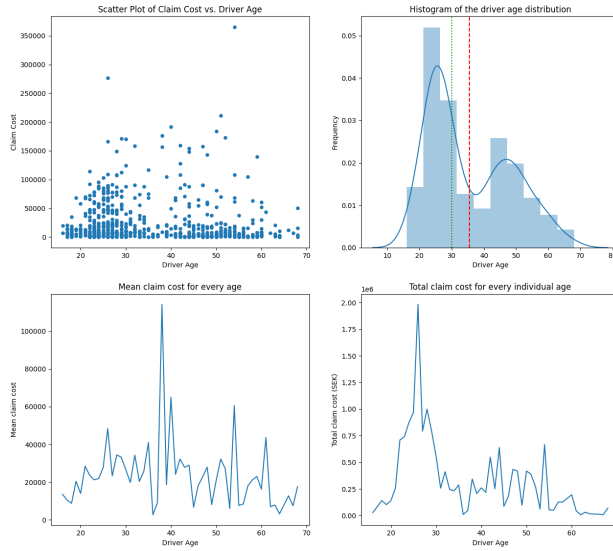 Scatter Plot of Claim Cost vs. Driver Age
350000
300000
250000
200000
150000
100000
50000
0
Claim Cost
20 30 40 50 60 70
Driver Age
Histogram of the driver age distribution
0.05
0.04
0.03
0.02
0.01
0.00
Frequency
10 20 30 40 50 60 70
Driver Age
Mean claim cost for every age
100000
80000
60000
40000
20000
0
Mean claim cost
20 30 40 50 60 70
Driver Age
Total claim cost for every individual age
1e6
2.00
1.75
1.50
1.25
1.00
0.75
0.50
0.25
0.00
Total claim cost (SEK)
20 30 40 50 60
Driver Age